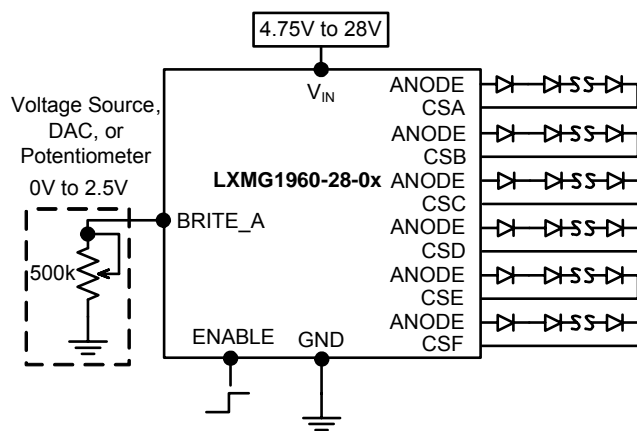 4.75V to 28V
V_IN
Voltage Source,
DAC, or
Potentiometer
0V to 2.5V
500k
BRITE_A
LXMG1960-28-0x
ENABLE
GND
ANODE
CSA
ANODE
CSB
ANODE
CSC
ANODE
CSD
ANODE
CSE
ANODE
CSF